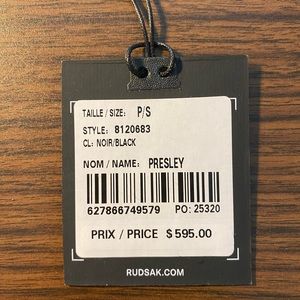 TAILLE / SIZE: P/S
STYLE: 8120683
CL: NOIR/BLACK
NOM / NAME: PRESLEY
627866749579 PO: 25320
PRIX / PRICE $ 595.00
RUDSAK.COM